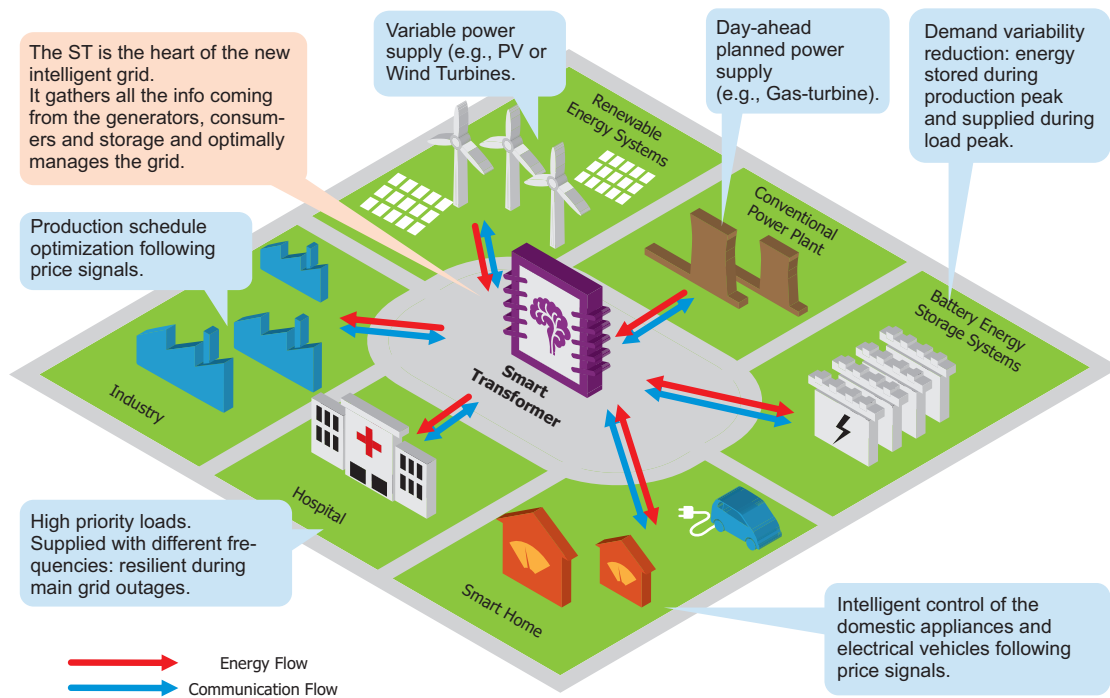 The ST is the heart of the new
intelligent grid.
It gathers all the info coming
from the generators, consum-
ers and storage and optimally
manages the grid.
Variable power
supply (e.g., PV or
Wind Turbines.
Day-ahead
planned power
supply
(e.g., Gas-turbine).
Demand variability
reduction: energy
stored during
production peak
and supplied during
load peak.
Renewable
Energy Systems
Production schedule
optimization following
price signals.
Conventional
Power Plant
Battery Energy
Storage Systems
Industry
Smart
Transformer
Hospital
High priority loads.
Supplied with different fre-
quencies: resilient during
main grid outages.
Smart Home
Intelligent control of the
domestic appliances and
electrical vehicles following
price signals.
Energy Flow
Communication Flow